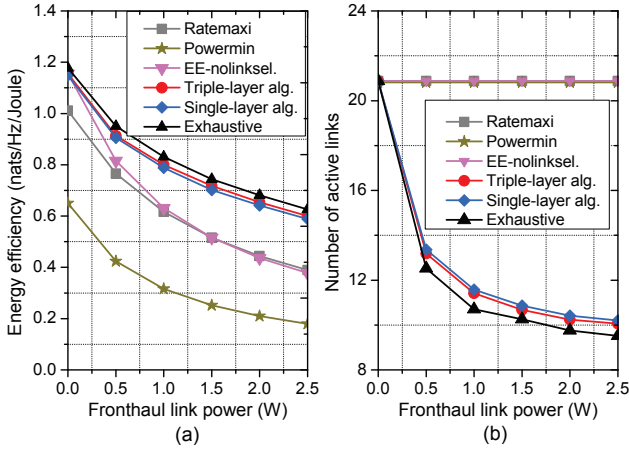 1.4
1.2
1.0
0.8
0.6
0.4
0.2
0.0
Energy efficiency (nats/Hz/Joule)
Ratemaxi
Powermin
EE-nolinksel.
Triple-layer alg.
Single-layer alg.
Exhaustive
0.0 0.5 1.0 1.5 2.0 2.5
Fronthaul link power (W)
(a)
24
20
16
12
8
Number of active links
Ratemaxi
Powermin
EE-nolinksel.
Triple-layer alg.
Single-layer alg.
Exhaustive
0.0 0.5 1.0 1.5 2.0 2.5
Fronthaul link power (W)
(b)